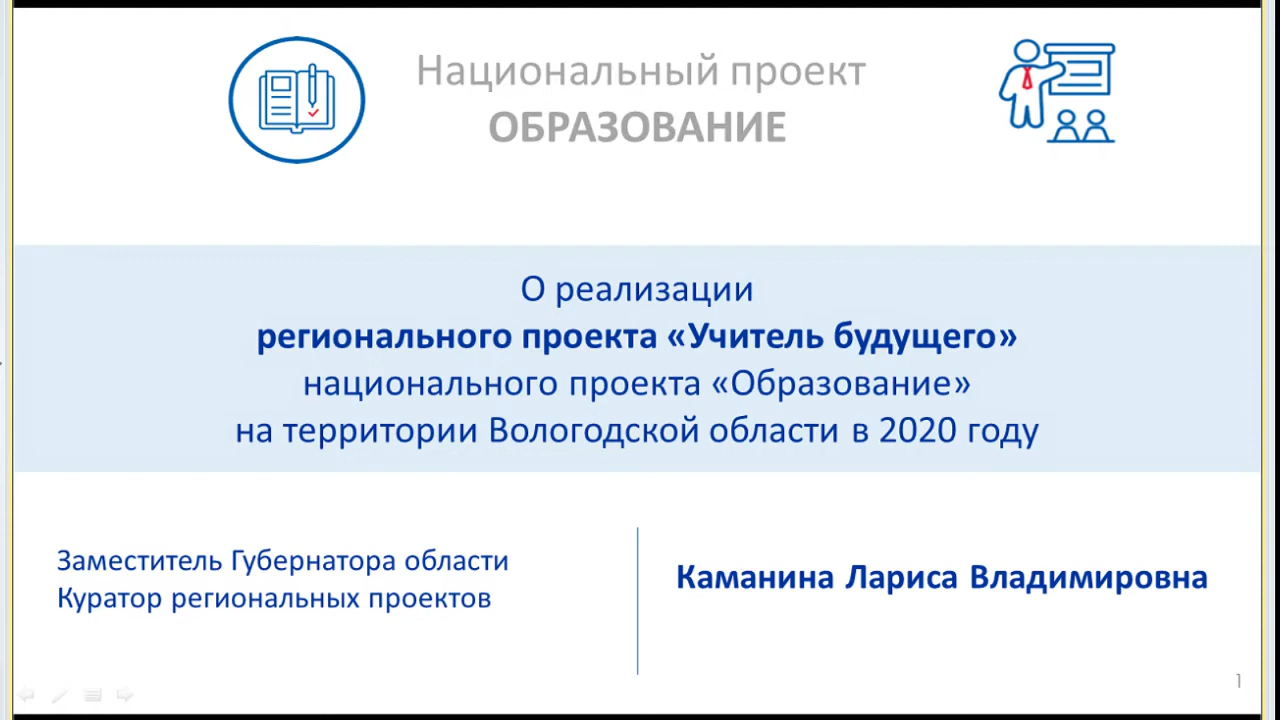 Национальный проект
ОБРАЗОВАНИЕ
О реализации
регионального проекта «Учитель будущего»
национального проекта «Образование»
на территории Вологодской области в 2020 году
Заместитель Губернатора области
Куратор региональных проектов
Каманина Лариса Владимировна
1